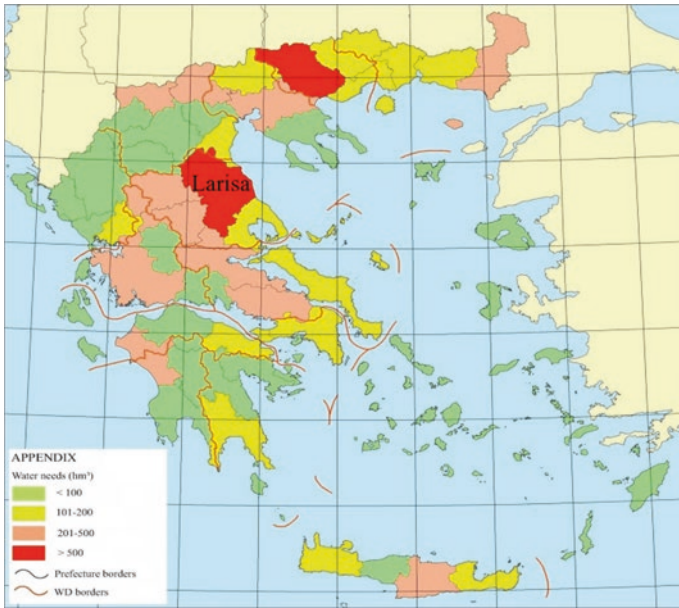 Larisa
APPENDIX
Water needs (hm³)
< 100
101-200
201-500
> 500
Prefecture borders
WD borders